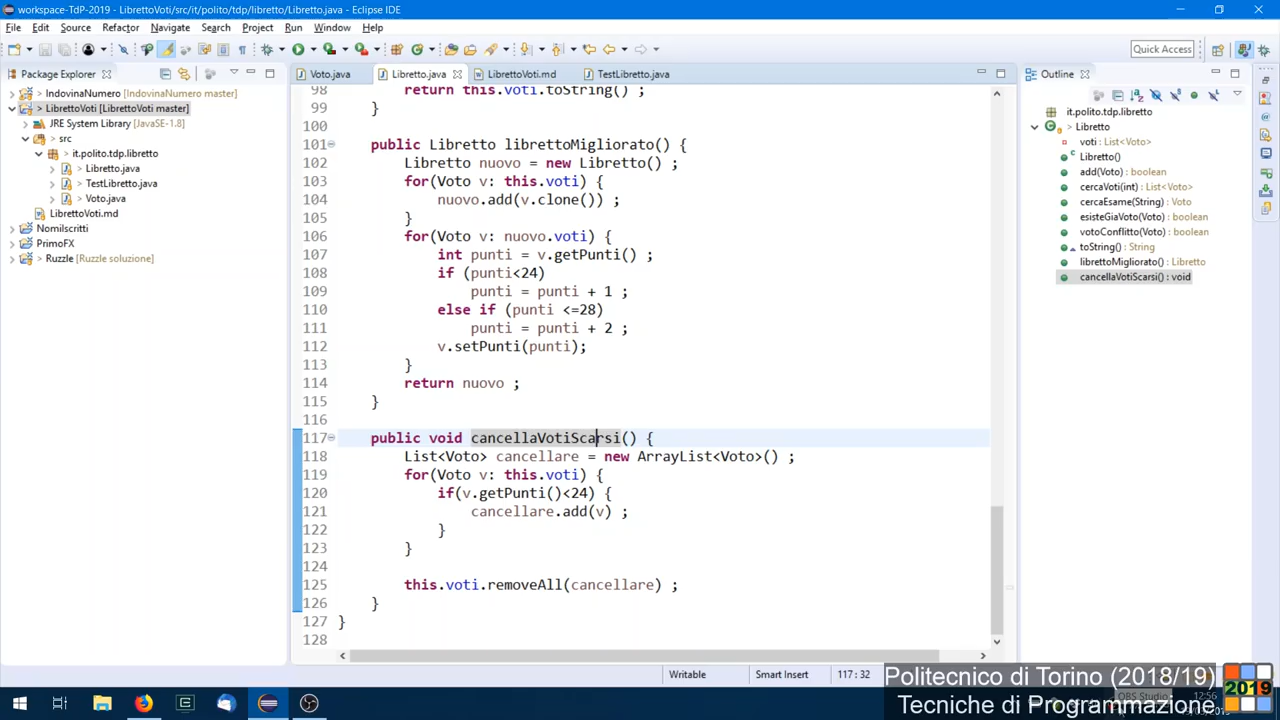 workspace-TdP-2019 - LibrettoVoti/src/it/polito/tdp/libretto/Libretto.java - Eclipse IDE
File Edit Source Refactor Navigate Search Project Run Window Help
Quick Access
Package Explorer
IndovinaNumero [IndovinaNumero master]
> LibrettoVoti [LibrettoVoti master]
JRE System Library [JavaSE-1.8]
> src
> it.polito.tdp.libretto
> Libretto.java
> TestLibretto.java
> Voto.java
LibrettoVoti.md
NomiIscritti
PrimoFX
> Ruzzle [Ruzzle soluzione]
Voto.java
Libretto.java
LibrettoVoti.md
TestLibretto.java
98 return this.voti.toString() ;
99 }
100
101 public Libretto librettoMigliorato() {
102 Libretto nuovo = new Libretto() ;
103 for(Voto v: this.voti) {
104 nuovo.add(v.clone()) ;
105 }
106 for(Voto v: nuovo.voti) {
107 int punti = v.getPunti() ;
108 if (punti<24)
109 punti = punti + 1 ;
110 else if (punti <=28)
111 punti = punti + 2 ;
112 v.setPunti(punti);
113 }
114 return nuovo ;
115 }
116
117 public void cancellaVotiScarsi() {
118 List<Voto> cancellare = new ArrayList<Voto>() ;
119 for(Voto v: this.voti) {
120 if(v.getPunti()<24) {
121 cancellare.add(v) ;
122 }
123 }
124
125 this.voti.removeAll(cancellare) ;
126 }
127 }
128
Outline
it.polito.tdp.libretto
> Libretto
voti : List<Voto>
Libretto()
add(Voto) : boolean
cercaVoti(int) : List<Voto>
cercaEsame(String) : Voto
esisteGiaVoto(Voto) : boolean
votoConflitto(Voto) : boolean
toString() : String
librettoMigliorato() : Libretto
cancellaVotiScarsi() : void
Writable
Smart Insert
117 : 32
Politecnico di Torino (2018/19)
Tecniche di Programmazione
2019
OBS Studio
12:56